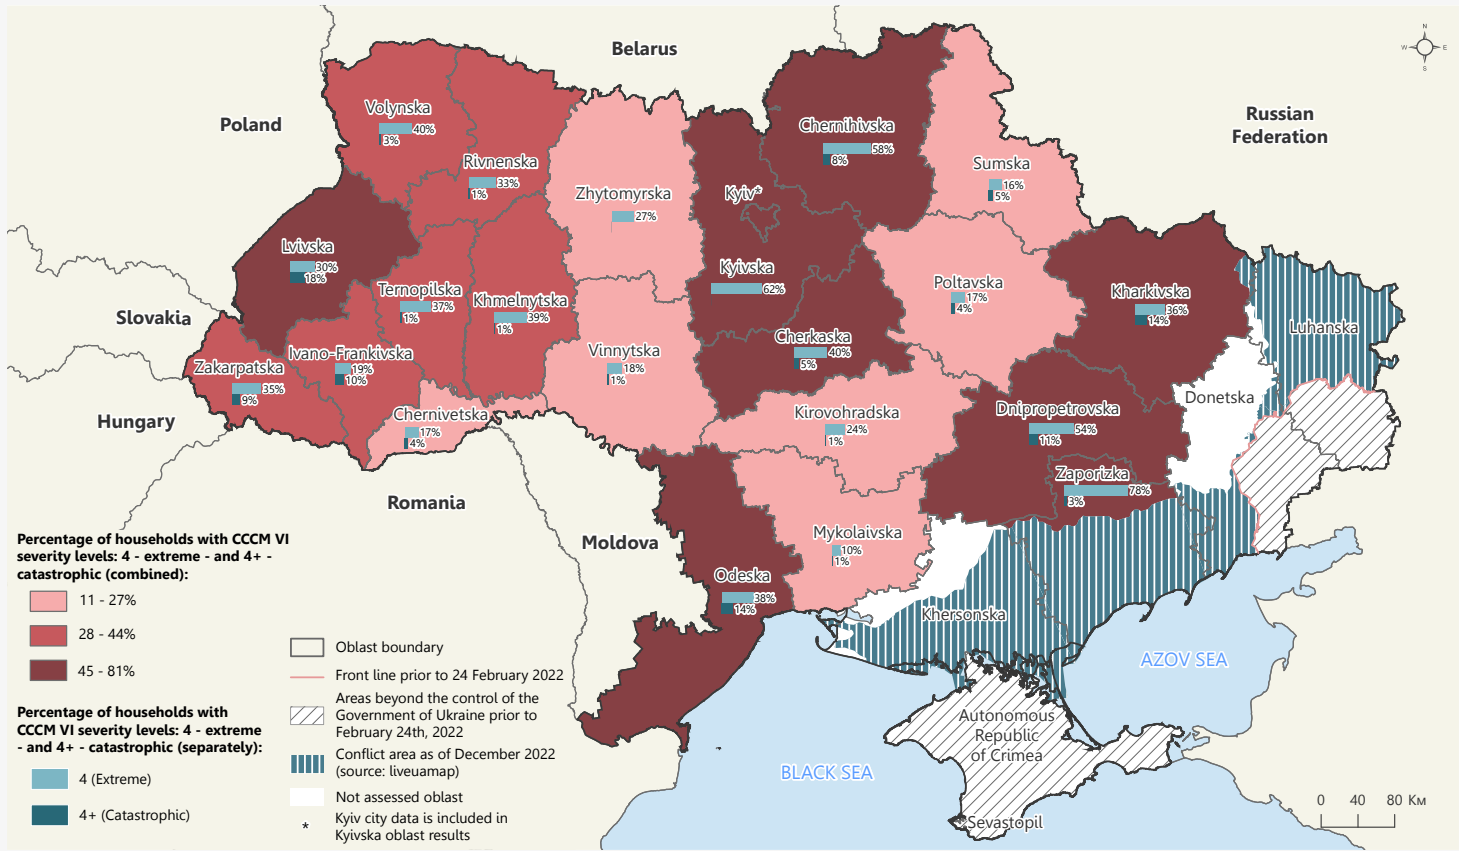 Belarus
N
W
E
S
Poland
Russian
Federation
Volynska
40%
3%
Chernihivska
58%
8%
Rivnenska
33%
1%
Sumska
16%
5%
Zhytomyrska
27%
Kyiv*
Lvivska
30%
18%
Kyivska
62%
Ternopilska
37%
1%
Khmelnytska
39%
1%
Poltavska
17%
4%
Kharkivska
36%
14%
Slovakia
Luhanska
Zakarpatska
35%
9%
Ivano-Frankivska
19%
10%
Vinnytska
18%
1%
Cherkaska
40%
5%
Donetska
Hungary
Chernivetska
17%
4%
Kirovohradska
24%
1%
Dnipropetrovska
54%
11%
Zaporizka
78%
3%
Romania
Moldova
Mykolaivska
10%
1%
Odeska
38%
14%
Khersonska
AZOV SEA
Autonomous
Republic
of Crimea
BLACK SEA
Sevastopil
Percentage of households with CCCM VI
severity levels: 4 - extreme - and 4+ -
catastrophic (combined):
11 - 27%
28 - 44%
45 - 81%
Percentage of households with
CCCM VI severity levels: 4 - extreme
- and 4+ - catastrophic (separately):
4 (Extreme)
4+ (Catastrophic)
Oblast boundary
Front line prior to 24 February 2022
Areas beyond the control of the
Government of Ukraine prior to
February 24th, 2022
Conflict area as of December 2022
(source: liveuamap)
Not assessed oblast
* Kyiv city data is included in
Kyivska oblast results
0 40 80 Км